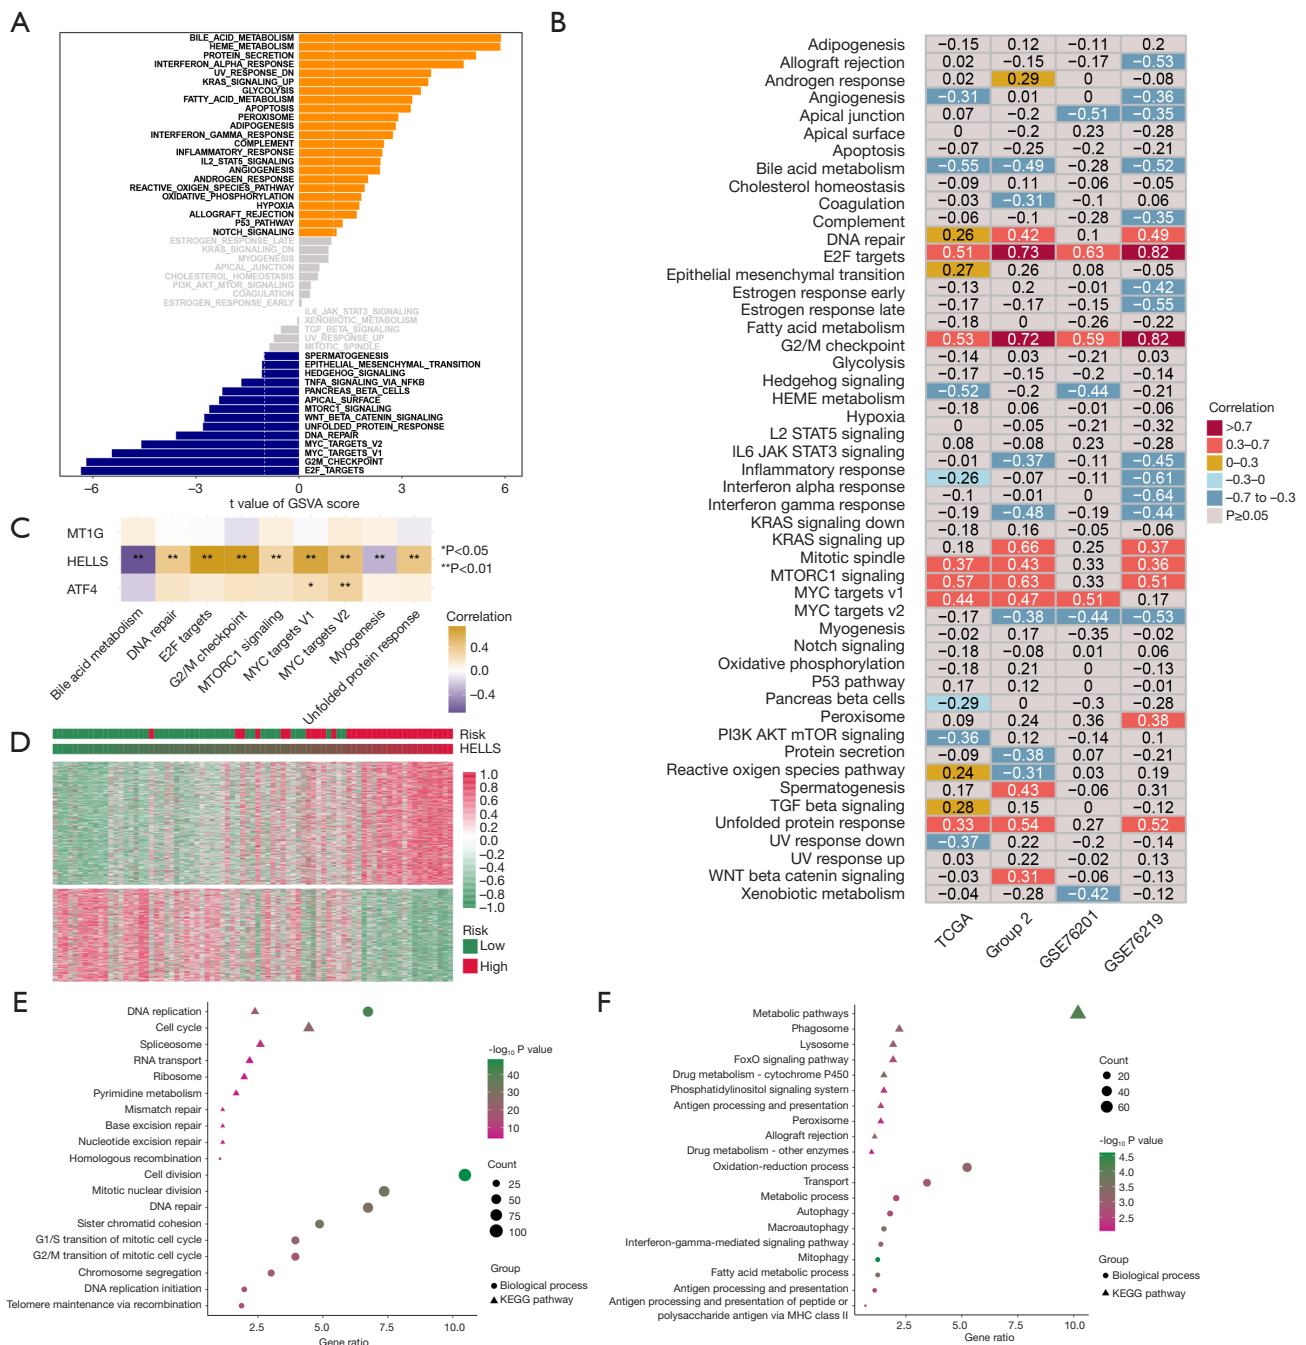 A
BILE_ACID_METABOLISM
HEME_METABOLISM
PROTEIN_SECRETION
INTERFERON_ALPHA_RESPONSE
UV_RESPONSE_DN
KRAS_SIGNALING_UP
GLYCOLYSIS
FATTY_ACID_METABOLISM
APOPTOSIS
PEROXISOME
ADIPOGENESIS
INTERFERON_GAMMA_RESPONSE
COMPLEMENT
INFLAMMATORY_RESPONSE
IL2_STAT5_SIGNALING
ANGIOGENESIS
ANDROGEN_RESPONSE
REACTIVE_OXIGEN_SPECIES_PATHWAY
OXIDATIVE_PHOSPHORYLATION
HYPOXIA
ALLOGRAFT_REJECTION
P53_PATHWAY
NOTCH_SIGNALING
ESTROGEN_RESPONSE_LATE
KRAS_SIGNALING_DN
MYOGENESIS
APICAL_JUNCTION
CHOLESTEROL_HOMEOSTASIS
PI3K_AKT_MTOR_SIGNALING
COAGULATION
ESTROGEN_RESPONSE_EARLY
IL6_JAK_STAT3_SIGNALING
XENOBIOTIC_METABOLISM
TGF_BETA_SIGNALING
UV_RESPONSE_UP
MITOTIC_SPINDLE
SPERMATOGENESIS
EPITHELIAL_MESENCHYMAL_TRANSITION
HEDGEHOG_SIGNALING
TNFA_SIGNALING_VIA_NFKB
PANCREAS_BETA_CELLS
APICAL_SURFACE
MTORC1_SIGNALING
WNT_BETA_CATENIN_SIGNALING
UNFOLDED_PROTEIN_RESPONSE
DNA_REPAIR
MYC_TARGETS_V2
MYC_TARGETS_V1
G2M_CHECKPOINT
E2F_TARGETS
−6 −3 0 3 6
t value of GSVA score
B
Adipogenesis
Allograft rejection
Androgen response
Angiogenesis
Apical junction
Apical surface
Apoptosis
Bile acid metabolism
Cholesterol homeostasis
Coagulation
Complement
DNA repair
E2F targets
Epithelial mesenchymal transition
Estrogen response early
Estrogen response late
Fatty acid metabolism
G2/M checkpoint
Glycolysis
Hedgehog signaling
HEME metabolism
Hypoxia
L2 STAT5 signaling
IL6 JAK STAT3 signaling
Inflammatory response
Interferon alpha response
Interferon gamma response
KRAS signaling down
KRAS signaling up
Mitotic spindle
MTORC1 signaling
MYC targets v1
MYC targets v2
Myogenesis
Notch signaling
Oxidative phosphorylation
P53 pathway
Pancreas beta cells
Peroxisome
PI3K AKT mTOR signaling
Protein secretion
Reactive oxigen species pathway
Spermatogenesis
TGF beta signaling
Unfolded protein response
UV response down
UV response up
WNT beta catenin signaling
Xenobiotic metabolism
−0.15 0.12 −0.11 0.2
0.02 −0.15 −0.17 −0.53
0.02 0.29 0 −0.08
−0.31 0.01 0 −0.36
0.07 −0.2 −0.51 −0.35
0 −0.2 0.23 −0.28
−0.07 −0.25 −0.2 −0.21
−0.55 −0.49 −0.28 −0.52
−0.09 0.11 −0.06 −0.05
−0.03 −0.31 −0.1 0.06
−0.06 −0.1 −0.28 −0.35
0.26 0.42 0.1 0.49
0.51 0.73 0.63 0.82
0.27 0.26 0.08 −0.05
−0.13 0.2 −0.01 −0.42
−0.17 −0.17 −0.15 −0.55
−0.18 0 −0.26 −0.22
0.53 0.72 0.59 0.82
−0.14 0.03 −0.21 0.03
−0.17 −0.15 −0.2 −0.14
−0.52 −0.2 −0.44 −0.21
−0.18 0.06 −0.01 −0.06
0 −0.05 −0.21 −0.32
0.08 −0.08 0.23 −0.28
−0.01 −0.37 −0.11 −0.45
−0.26 −0.07 −0.11 −0.61
−0.1 −0.01 0 −0.64
−0.19 −0.48 −0.19 −0.44
−0.18 0.16 −0.05 −0.06
0.18 0.66 0.25 0.37
0.37 0.43 0.33 0.36
0.57 0.63 0.33 0.51
0.44 0.47 0.51 0.17
−0.17 −0.38 −0.44 −0.53
−0.02 0.17 −0.35 −0.02
−0.18 −0.08 0.01 0.06
−0.18 0.21 0 −0.13
0.17 0.12 0 −0.01
−0.29 0 −0.3 −0.28
0.09 0.24 0.36 0.38
−0.36 0.12 −0.14 0.1
−0.09 −0.38 0.07 −0.21
0.24 −0.31 0.03 0.19
0.17 0.43 −0.06 0.31
0.28 0.15 0 −0.12
0.33 0.54 0.27 0.52
−0.37 0.22 −0.2 −0.14
0.03 0.22 −0.02 0.13
−0.03 0.31 −0.06 −0.13
−0.04 −0.28 −0.42 −0.12
TCGA
Group 2
GSE76201
GSE76219
Correlation
>0.7
0.3–0.7
0–0.3
−0.3–0
−0.7 to −0.3
P≥0.05
C
MT1G
HELLS ** ** ** ** ** ** ** ** **
ATF4 * **
*P<0.05
**P<0.01
Bile acid metabolism
DNA repair
E2F targets
G2/M checkpoint
MTORC1 signaling
MYC targets V1
MYC targets V2
Myogenesis
Unfolded protein response
Correlation
0.4
0.0
−0.4
D
Risk
HELLS
1.0
0.8
0.6
0.4
0.2
0.0
−0.2
−0.4
−0.6
−0.8
−1.0
Risk
Low
High
E
DNA replication
Cell cycle
Spliceosome
RNA transport
Ribosome
Pyrimidine metabolism
Mismatch repair
Base excision repair
Nucleotide excision repair
Homologous recombination
Cell division
Mitotic nuclear division
DNA repair
Sister chromatid cohesion
G1/S transition of mitotic cell cycle
G2/M transition of mitotic cell cycle
Chromosome segregation
DNA replication initiation
Telomere maintenance via recombination
2.5 5.0 7.5 10.0
Gene ratio
-log₁₀ P value
40
30
20
10
Count
25
50
75
100
Group
Biological process
KEGG pathway
F
Metabolic pathways
Phagosome
Lysosome
FoxO signaling pathway
Drug metabolism - cytochrome P450
Phosphatidylinositol signaling system
Antigen processing and presentation
Peroxisome
Allograft rejection
Drug metabolism - other enzymes
Oxidation-reduction process
Transport
Metabolic process
Autophagy
Macroautophagy
Interferon-gamma-mediated signaling pathway
Mitophagy
Fatty acid metabolic process
Antigen processing and presentation
Antigen processing and presentation of peptide or
polysaccharide antigen via MHC class II
2.5 5.0 7.5 10.0
Gene ratio
Count
20
40
60
-log₁₀ P value
4.5
4.0
3.5
3.0
2.5
Group
Biological process
KEGG pathway